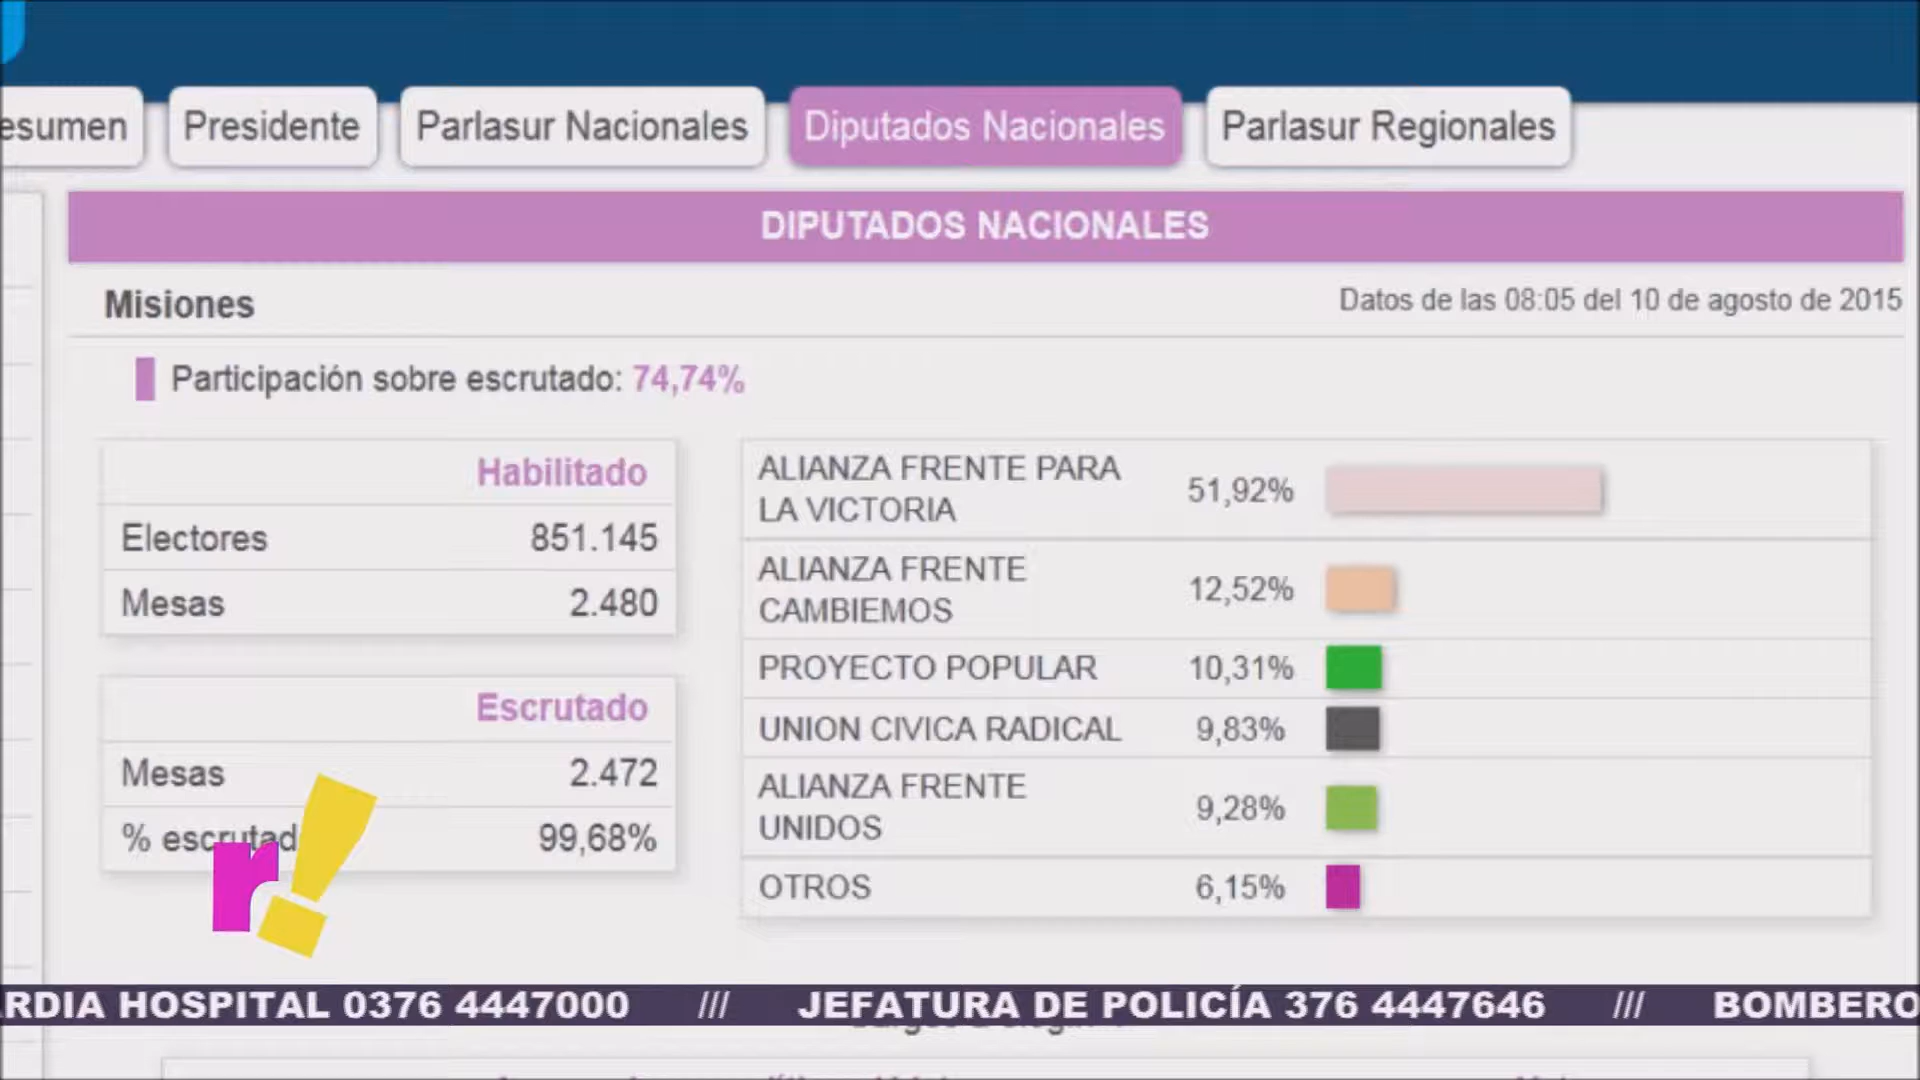 esumen
Presidente
Parlasur Nacionales
Diputados Nacionales
Parlasur Regionales
DIPUTADOS NACIONALES
Misiones
Datos de las 08:05 del 10 de agosto de 2015
Participación sobre escrutado: 74,74%
Habilitado
Electores 851.145
Mesas 2.480
Escrutado
Mesas 2.472
% escrutad 99,68%
ALIANZA FRENTE PARA
LA VICTORIA 51,92%
ALIANZA FRENTE
CAMBIEMOS 12,52%
PROYECTO POPULAR 10,31%
UNION CIVICA RADICAL 9,83%
ALIANZA FRENTE
UNIDOS 9,28%
OTROS 6,15%
r!
RDIA HOSPITAL 0376 4447000 /// JEFATURA DE POLICÍA 376 4447646 /// BOMBERO